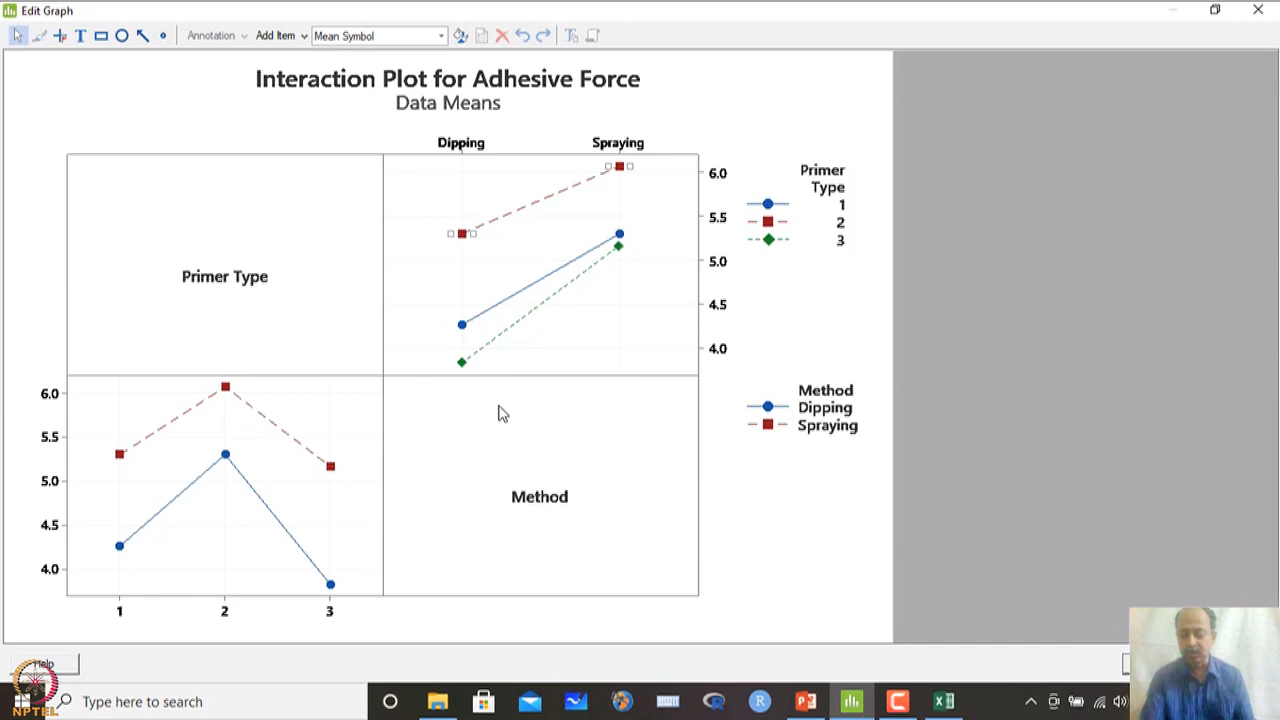 Edit Graph
Annotation
Add Item
Mean Symbol
Interaction Plot for Adhesive Force
Data Means
Dipping
Spraying
Primer Type
6.0
5.5
5.0
4.5
4.0
Primer
Type
1
2
3
6.0
5.5
5.0
4.5
4.0
1
2
3
Method
Method
Dipping
Spraying
Help
NPTEL
Type here to search